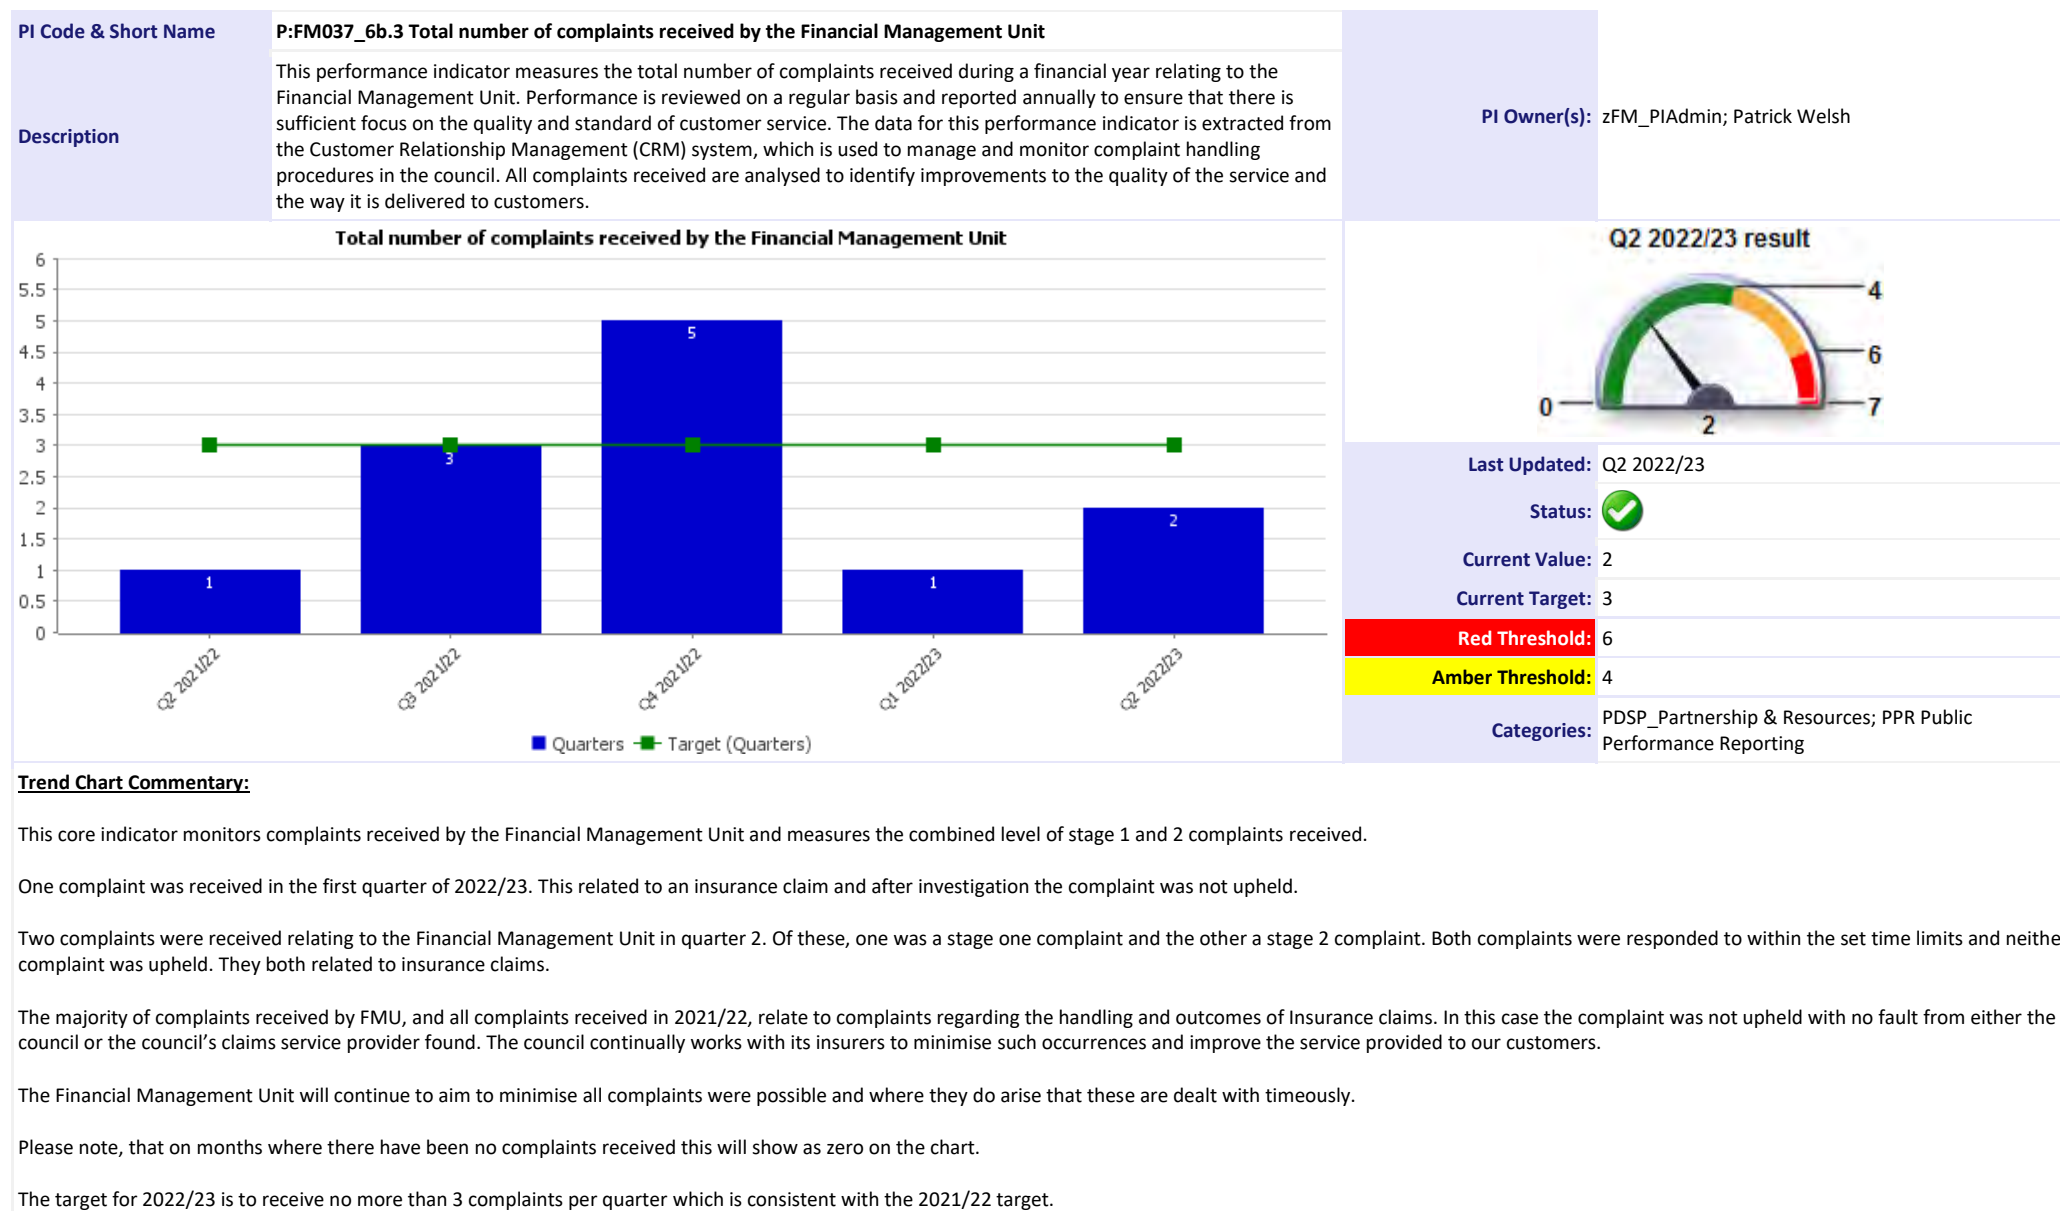 PI Code & Short Name
P:FM037_6b.3 Total number of complaints received by the Financial Management Unit
Description
This performance indicator measures the total number of complaints received during a financial year relating to the
Financial Management Unit. Performance is reviewed on a regular basis and reported annually to ensure that there is
sufficient focus on the quality and standard of customer service. The data for this performance indicator is extracted from
the Customer Relationship Management (CRM) system, which is used to manage and monitor complaint handling
procedures in the council. All complaints received are analysed to identify improvements to the quality of the service and
the way it is delivered to customers.
PI Owner(s): zFM_PIAdmin; Patrick Welsh
Total number of complaints received by the Financial Management Unit
6
5.5
5
4.5
4
3.5
3
2.5
2
1.5
1
0.5
0
1
3
5
1
2
Q2 2021/22
Q3 2021/22
Q4 2021/22
Q1 2022/23
Q2 2022/23
Quarters
Target (Quarters)
Q2 2022/23 result
4
6
0
7
2
Last Updated: Q2 2022/23
Status:
Current Value: 2
Current Target: 3
Red Threshold: 6
Amber Threshold: 4
Categories: PDSP_Partnership & Resources; PPR Public
Performance Reporting
Trend Chart Commentary:
This core indicator monitors complaints received by the Financial Management Unit and measures the combined level of stage 1 and 2 complaints received.
One complaint was received in the first quarter of 2022/23. This related to an insurance claim and after investigation the complaint was not upheld.
Two complaints were received relating to the Financial Management Unit in quarter 2. Of these, one was a stage one complaint and the other a stage 2 complaint. Both complaints were responded to within the set time limits and neithe
complaint was upheld. They both related to insurance claims.
The majority of complaints received by FMU, and all complaints received in 2021/22, relate to complaints regarding the handling and outcomes of Insurance claims. In this case the complaint was not upheld with no fault from either the
council or the council's claims service provider found. The council continually works with its insurers to minimise such occurrences and improve the service provided to our customers.
The Financial Management Unit will continue to aim to minimise all complaints were possible and where they do arise that these are dealt with timeously.
Please note, that on months where there have been no complaints received this will show as zero on the chart.
The target for 2022/23 is to receive no more than 3 complaints per quarter which is consistent with the 2021/22 target.